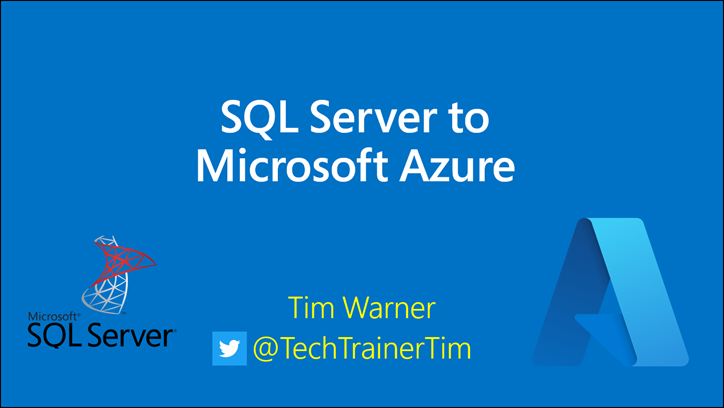 SQL Server to
Microsoft Azure
Microsoft®
SQL Server®
Tim Warner
@TechTrainerTim